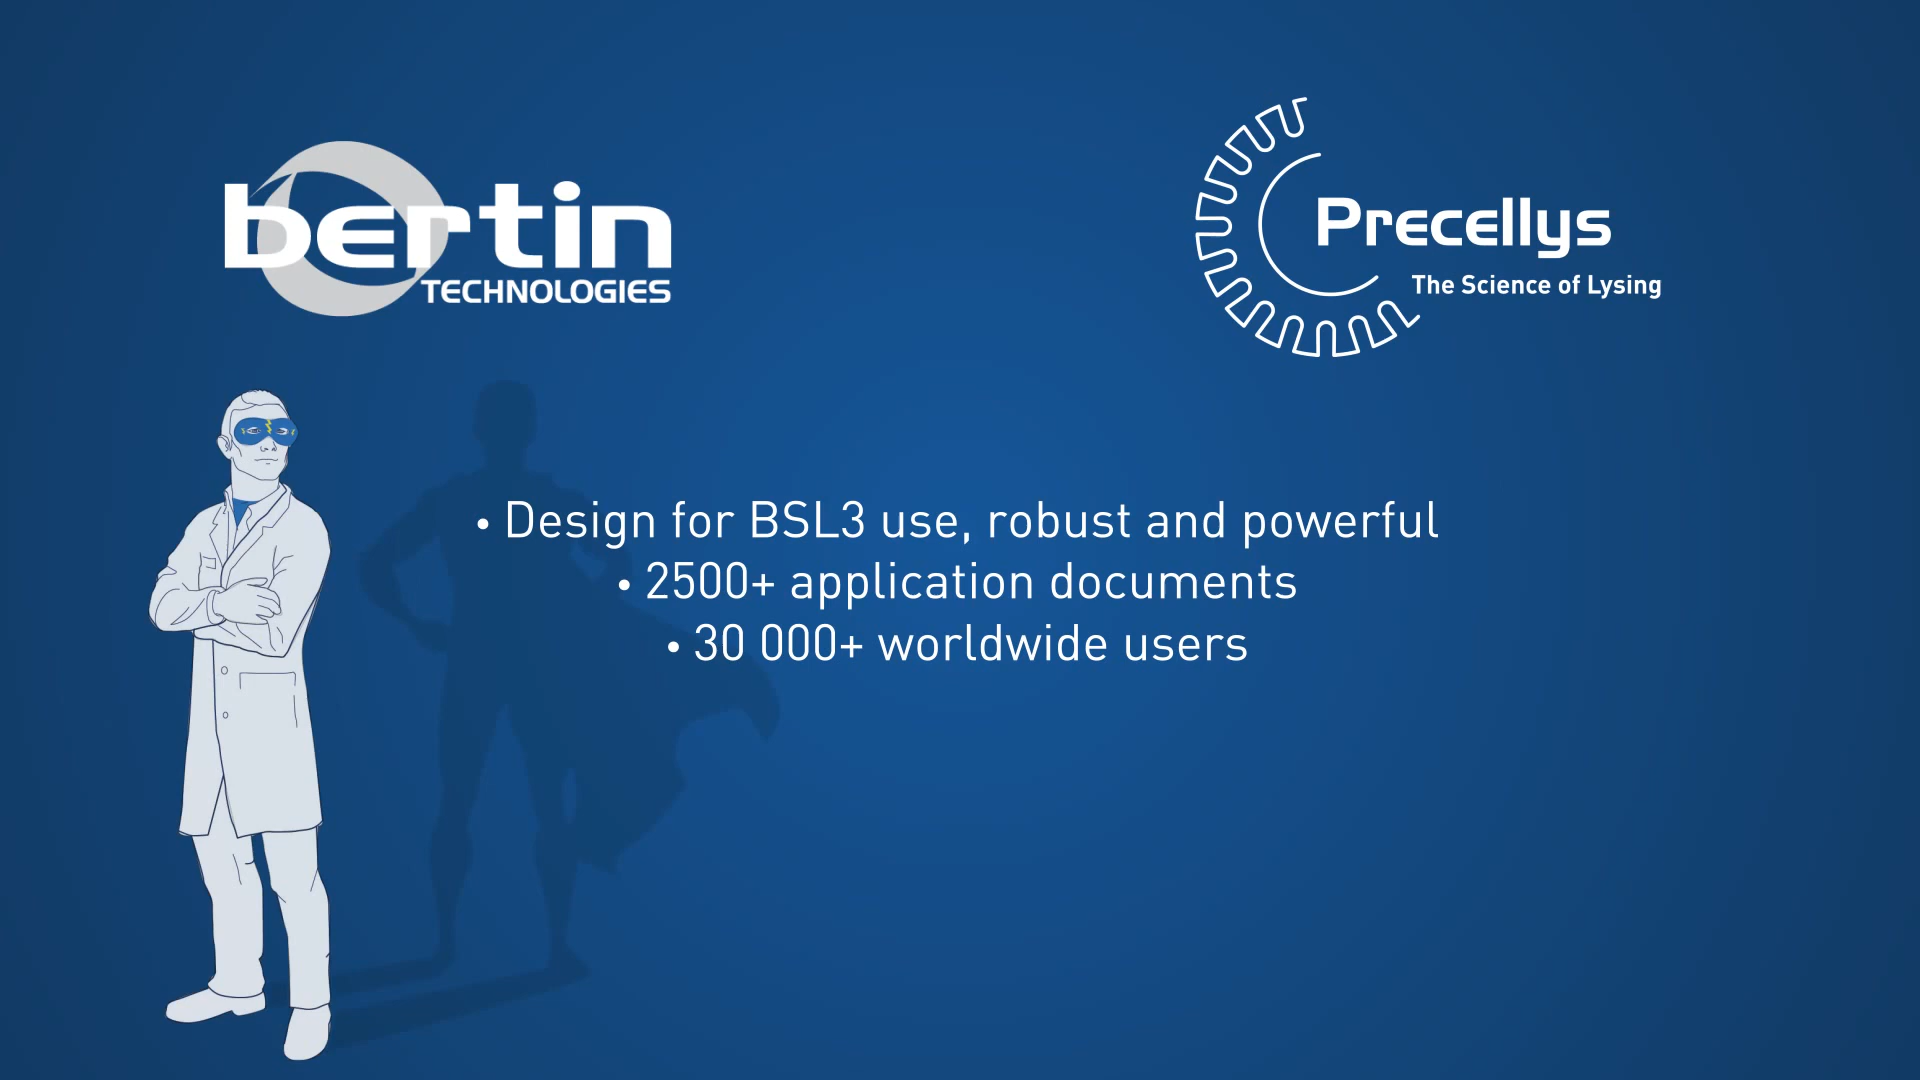 bertin
TECHNOLOGIES
Precellys
The Science of Lysing
• Design for BSL3 use, robust and powerful
• 2500+ application documents
• 30 000+ worldwide users